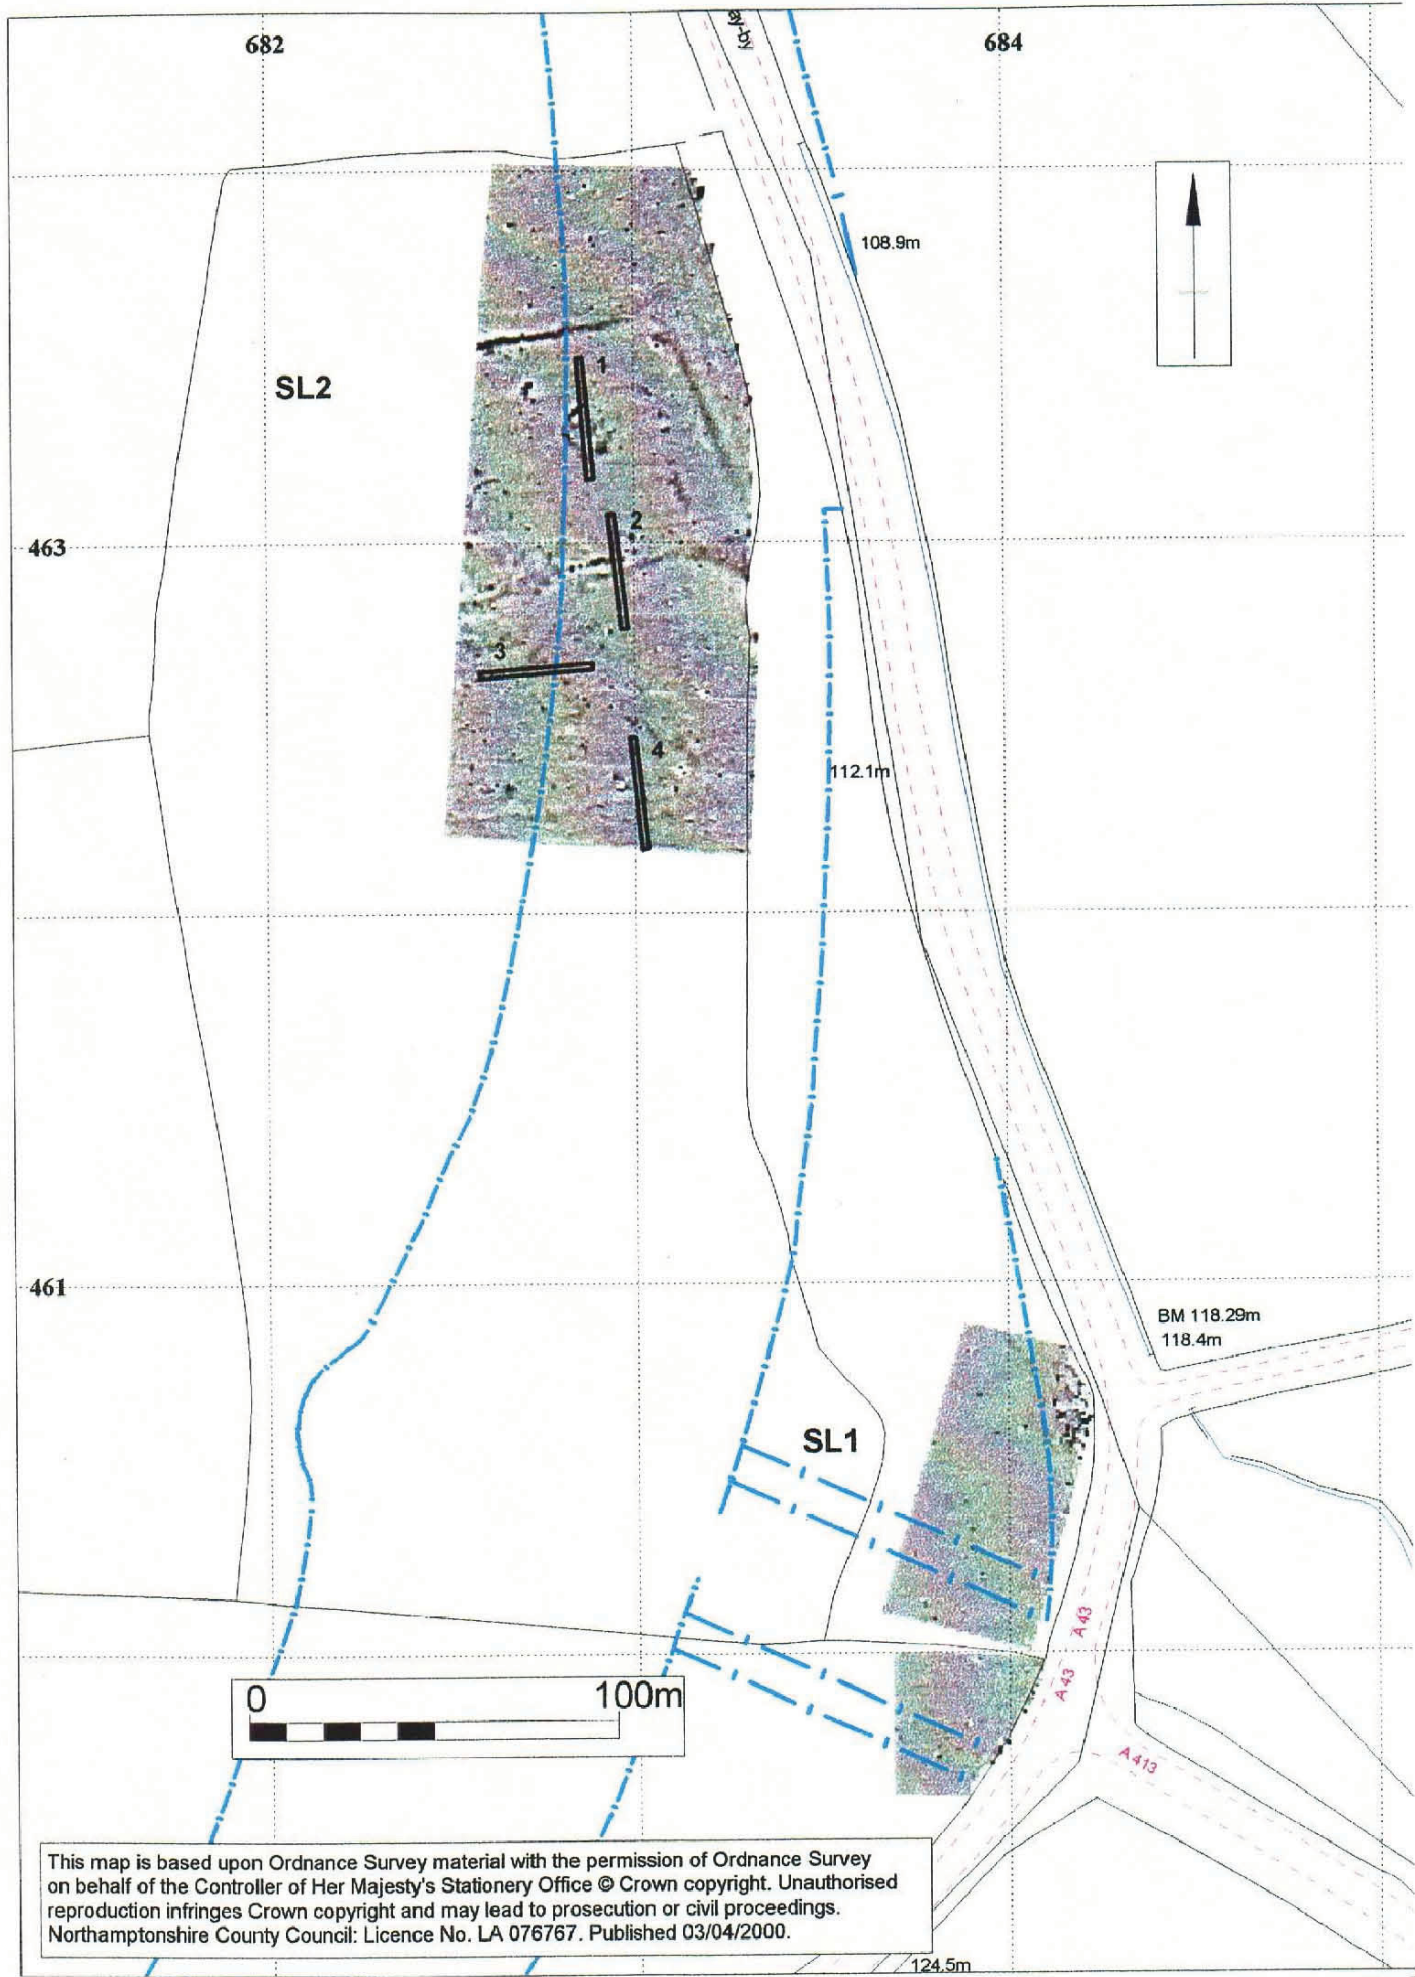 ay-by
682
684
108.9m
SL2
1
2
463
3
4
112.1m
461
BM 118.29m
118.4m
SL1
A 43
A 43
0 100m
A 413
This map is based upon Ordnance Survey material with the permission of Ordnance Survey
on behalf of the Controller of Her Majesty's Stationery Office © Crown copyright. Unauthorised
reproduction infringes Crown copyright and may lead to prosecution or civil proceedings.
Northamptonshire County Council: Licence No. LA 076767. Published 03/04/2000.
124.5m